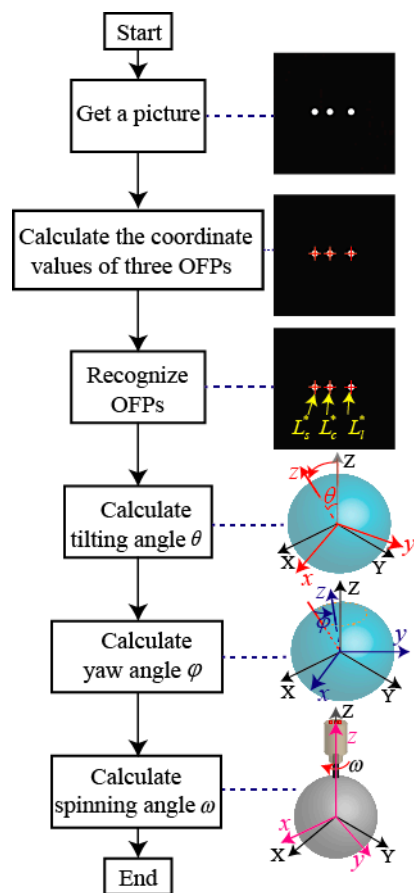 Start
Get a picture
Calculate the coordinate
values of three OFPs
Recognize
OFPs
L*s L*c L*l
Calculate
tilting angle θ
z Z θ
X x Y y
Calculate
yaw angle φ
z Z φ
X x Y y
Calculate
spinning angle ω
Z z ω
x X y Y
End